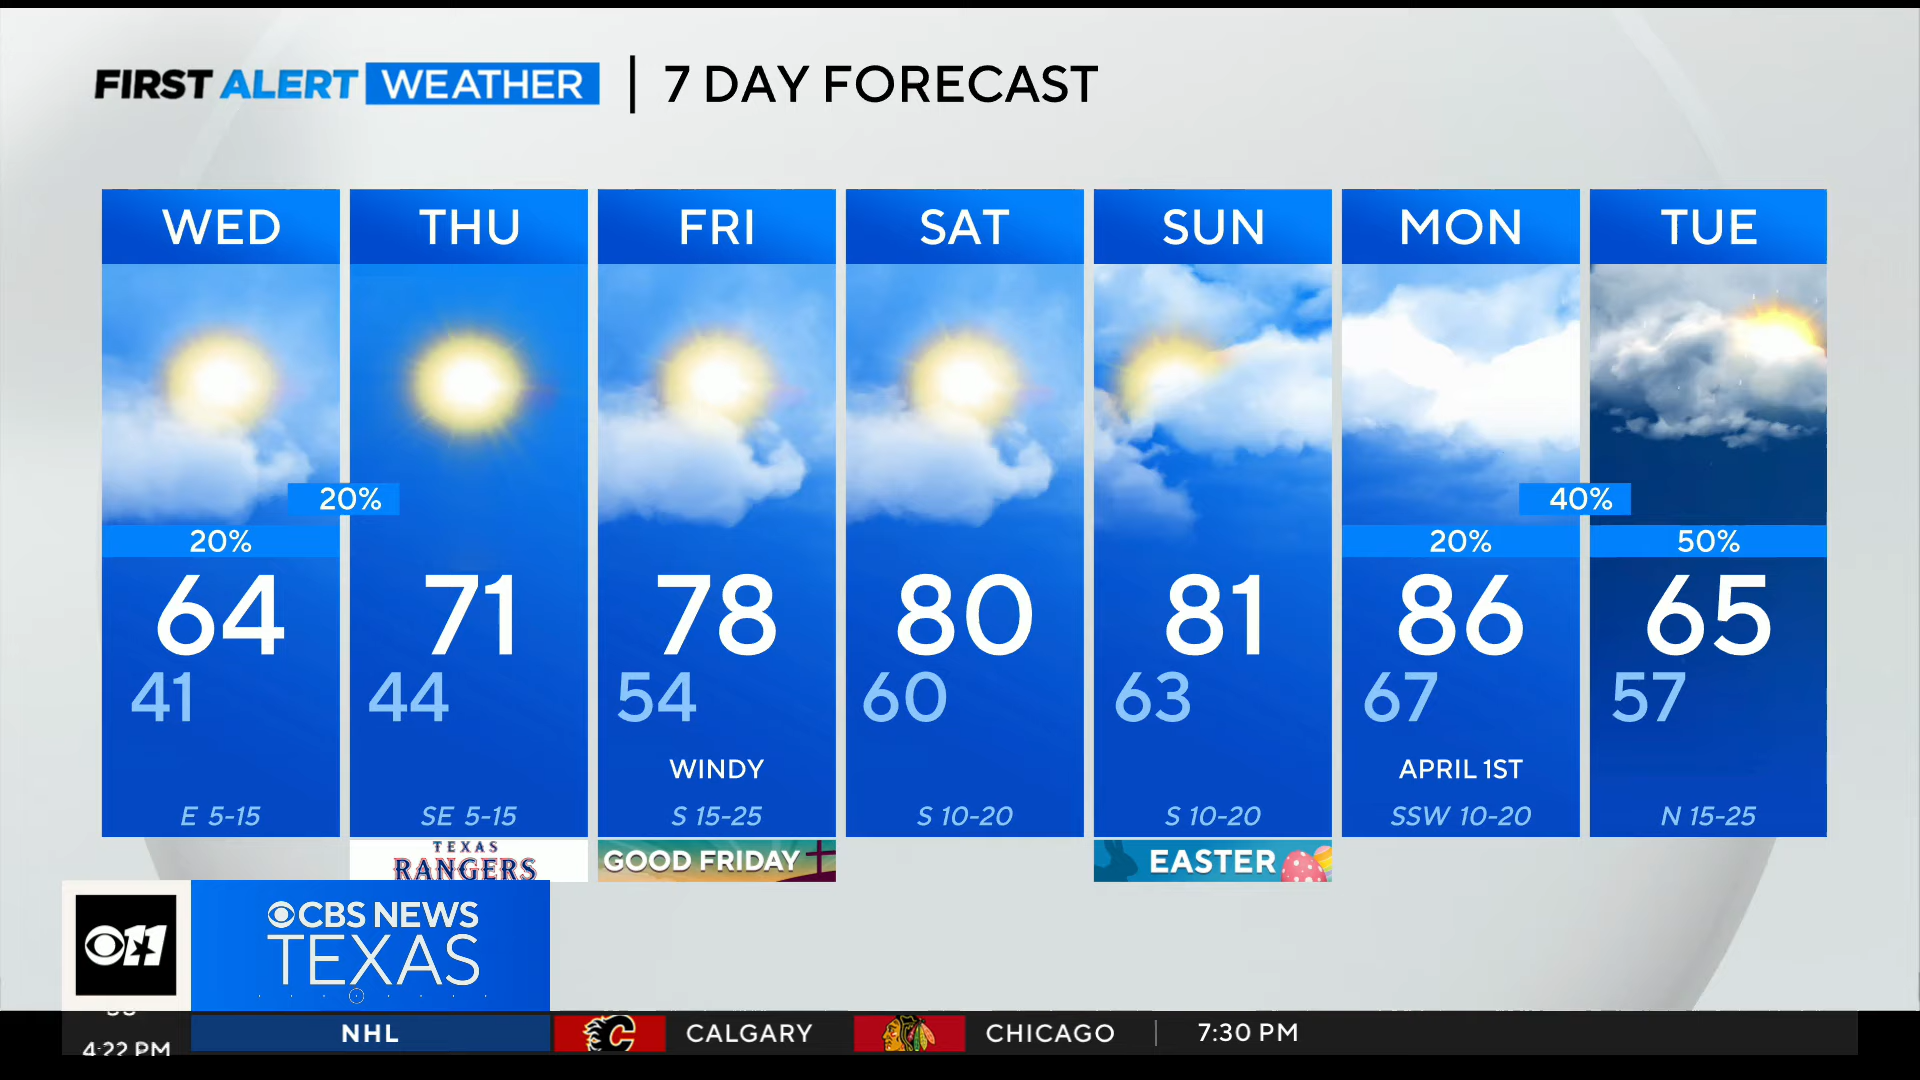 FIRST ALERT WEATHER | 7 DAY FORECAST
WED THU FRI SAT SUN MON TUE
20% 40%
20% 20% 50%
64 71 78 80 81 86 65
41 44 54 60 63 67 57
WINDY APRIL 1ST
E 5-15 SE 5-15 S 15-25 S 10-20 S 10-20 SSW 10-20 N 15-25
TEXAS
RANGERS GOOD FRIDAY EASTER
11 CBS NEWS
TEXAS
4:22 PM NHL CALGARY CHICAGO 7:30 PM